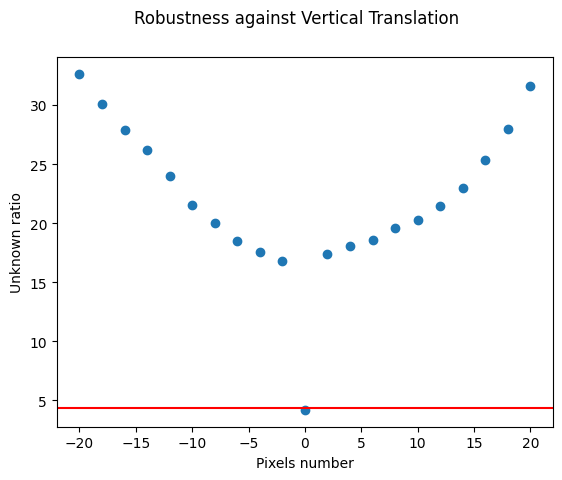 Robustness against Vertical Translation
30
25
20
15
10
5
Unknown ratio
−20 −15 −10 −5 0 5 10 15 20
Pixels number